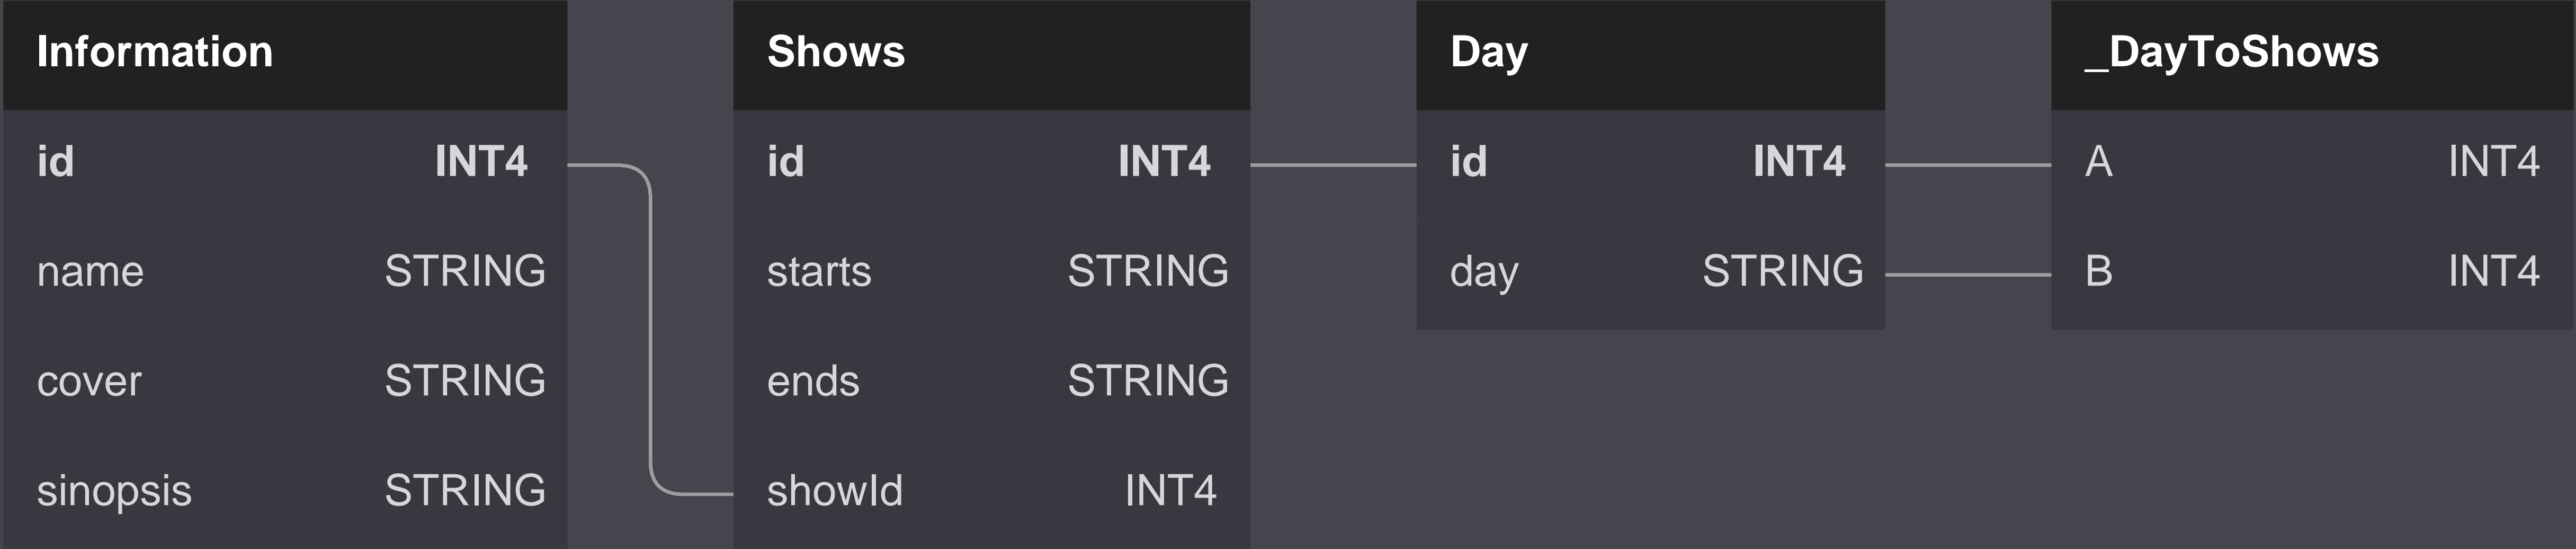 Information
id INT4
name STRING
cover STRING
sinopsis STRING
Shows
id INT4
starts STRING
ends STRING
showId INT4
Day
id INT4
day STRING
_DayToShows
A INT4
B INT4